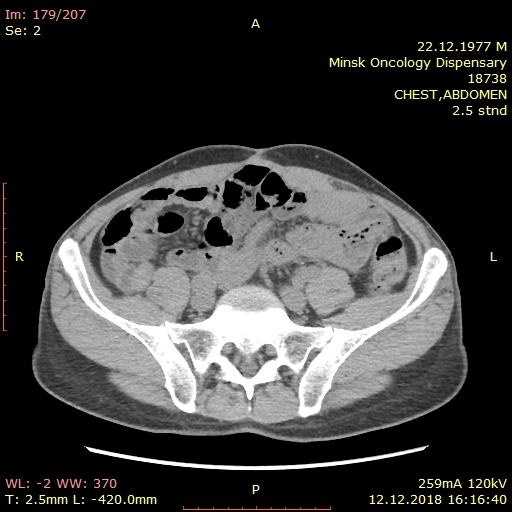 Im: 179/207
Se: 2
A
22.12.1977 M
Minsk Oncology Dispensary
18738
CHEST,ABDOMEN
2.5 stnd
R
L
WL: -2 WW: 370
T: 2.5mm L: -420.0mm
P
259mA 120kV
12.12.2018 16:16:40